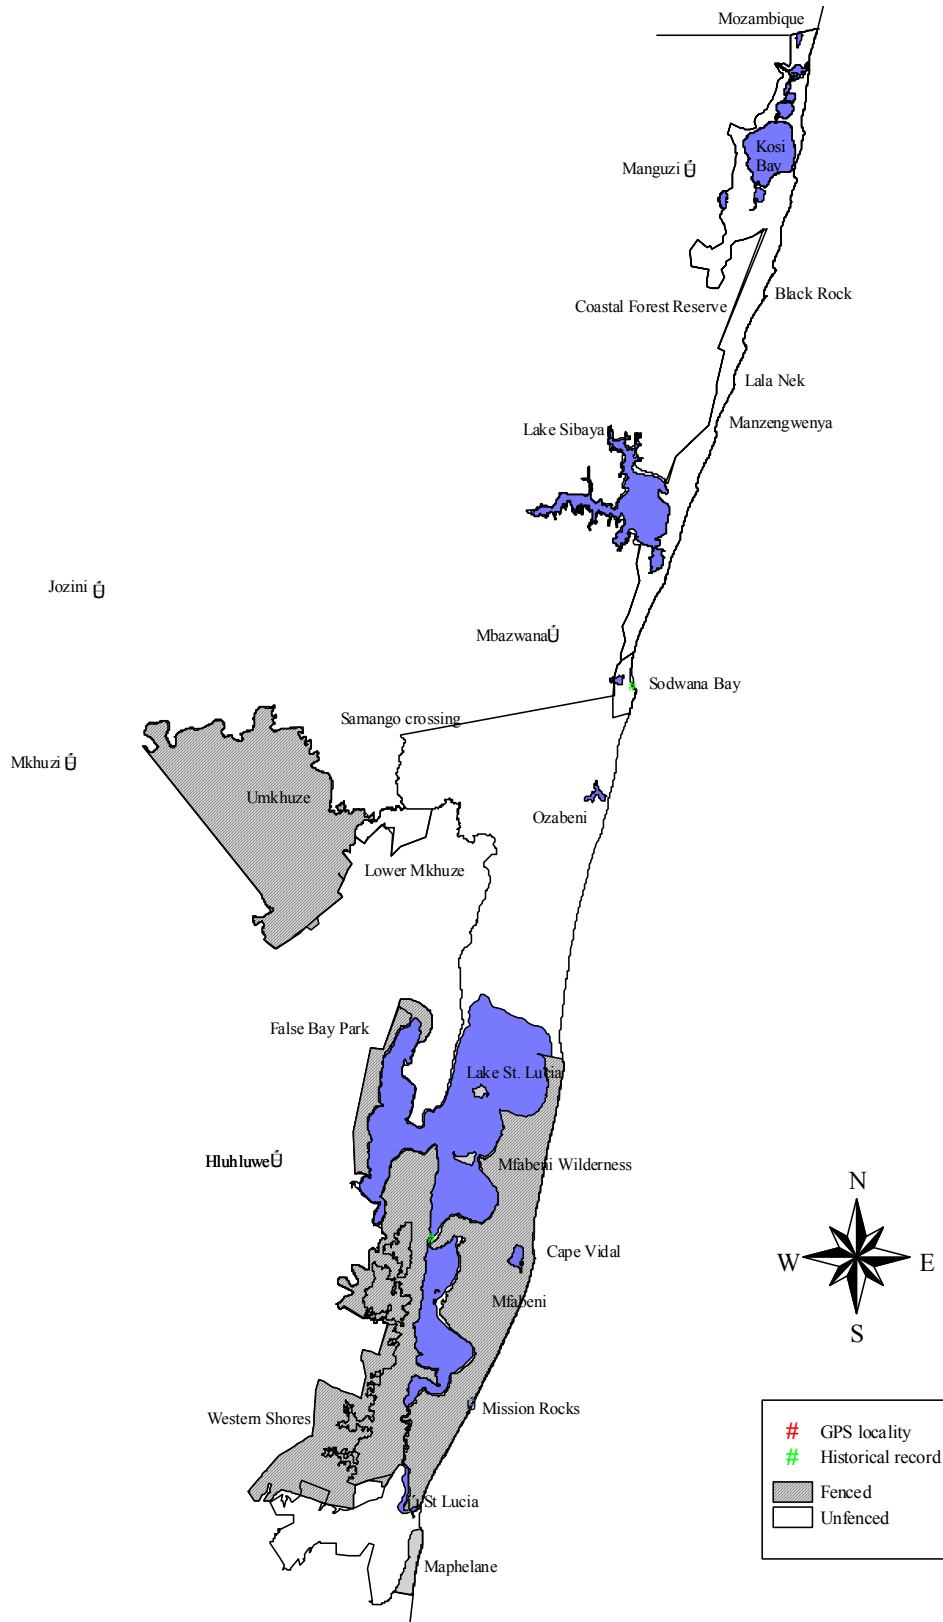 Mozambique
Kosi
Bay
Manguzi
Black Rock
Coastal Forest Reserve
Lala Nek
Manzengwenya
Lake Sibaya
Jozini
Mbazwana
Sodwana Bay
Samango crossing
Mkhuzi
Umkhuze
Ozabeni
Lower Mkhuze
False Bay Park
Lake St. Lucia
Hluhluwe
Mfabeni Wilderness
N
Cape Vidal
W
E
Mfabeni
S
Mission Rocks
Western Shores
# GPS locality
# Historical record
Fenced
Unfenced
St Lucia
Maphelane